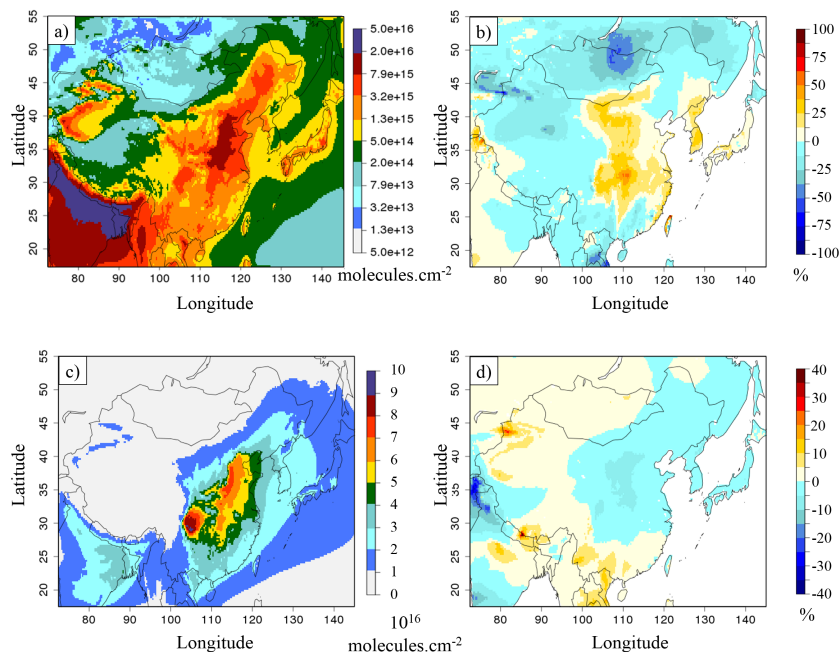 a)
Latitude
20 25 30 35 40 45 50 55
80 90 100 110 120 130 140
Longitude
5.0e+16
2.0e+16
7.9e+15
3.2e+15
1.3e+15
5.0e+14
2.0e+14
7.9e+13
3.2e+13
1.3e+13
5.0e+12
molecules.cm-2
b)
Latitude
20 25 30 35 40 45 50 55
80 90 100 110 120 130 140
Longitude
100
75
50
25
0
-25
-50
-75
-100
%
c)
Latitude
20 25 30 35 40 45 50 55
80 90 100 110 120 130 140
Longitude
10
9
8
7
6
5
4
3
2
1
0
10^16
molecules.cm-2
d)
Latitude
20 25 30 35 40 45 50 55
80 90 100 110 120 130 140
Longitude
40
30
20
10
0
-10
-20
-30
-40
%